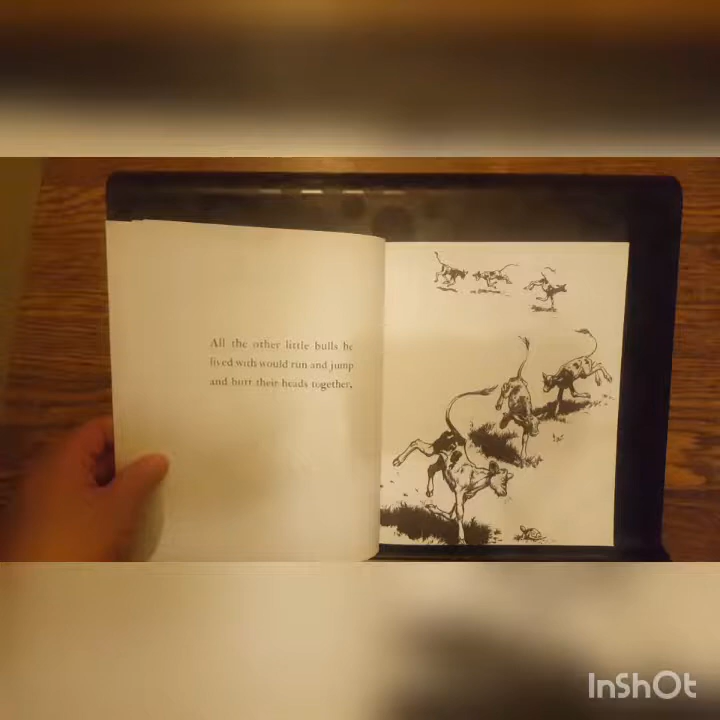 All the other little bulls he
lived with would run and jump
and butt their heads together.
InShOt